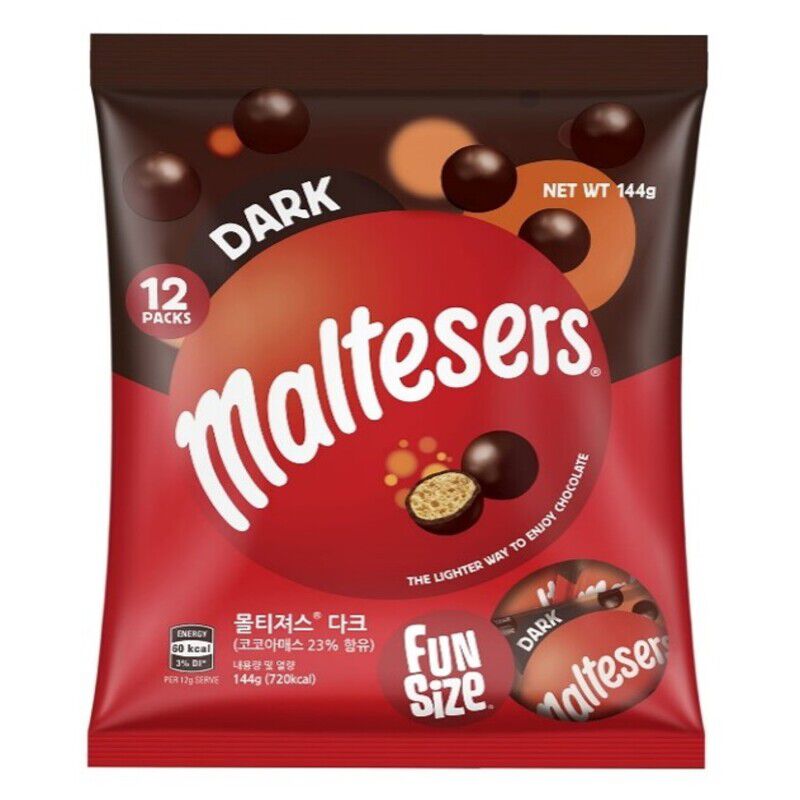 DARK
NET WT 144g
12
PACKS
Maltesers®
THE LIGHTER WAY TO ENJOY CHOCOLATE
ENERGY
60 kcal
3% DI*
PER 12g SERVE
몰티져스® 다크
(코코아매스 23% 함유)
내용량 및 열량
144g (720kcal)
FUN
SiZE
DARK
Maltesers